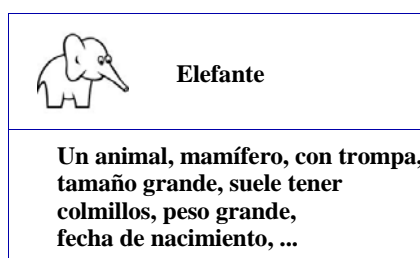 Elefante
Un animal, mamífero, con trompa,
tamaño grande, suele tener
colmillos, peso grande,
fecha de nacimiento, ...